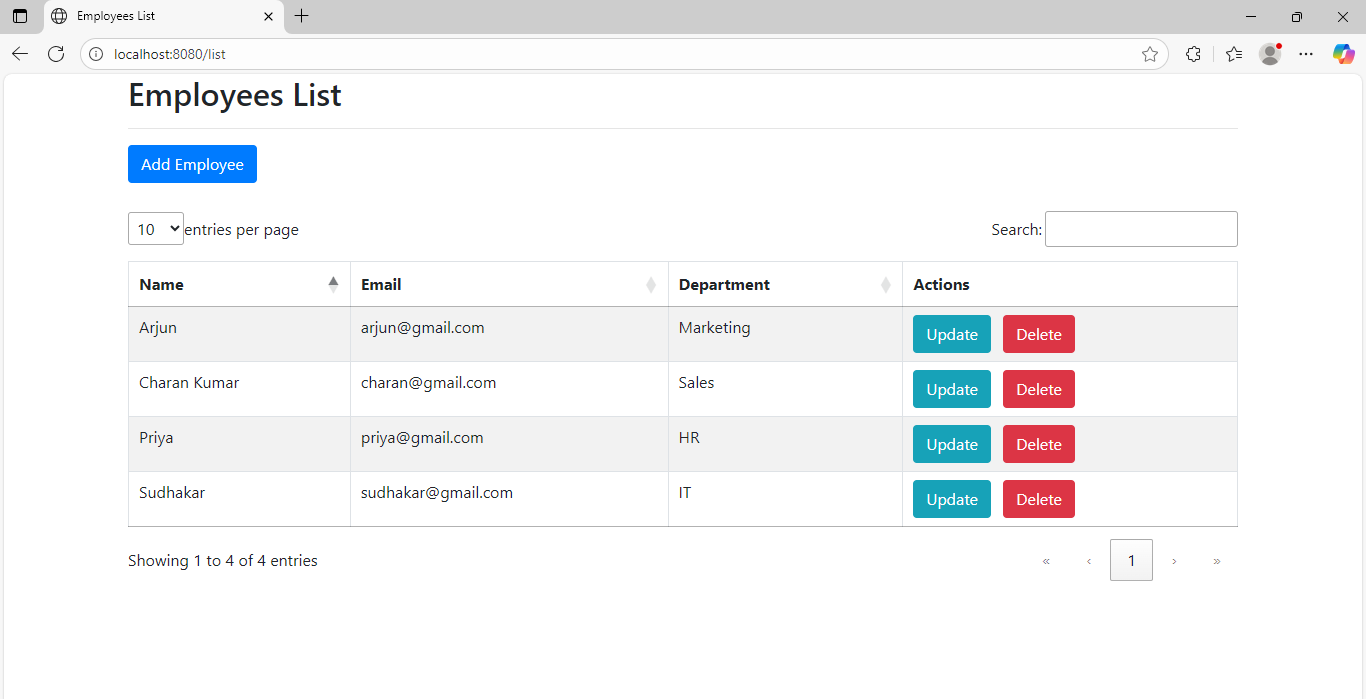 Employees List
localhost:8080/list
Employees List
Add Employee
10 entries per page Search:
Name Email Department Actions
Arjun arjun@gmail.com Marketing Update Delete
Charan Kumar charan@gmail.com Sales Update Delete
Priya priya@gmail.com HR Update Delete
Sudhakar sudhakar@gmail.com IT Update Delete
Showing 1 to 4 of 4 entries « ‹ 1 › »